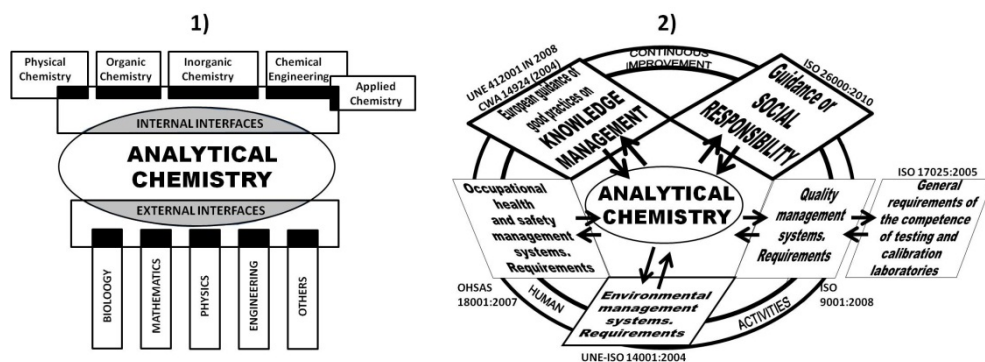 1)
Physical
Chemistry
Organic
Chemistry
Inorganic
Chemistry
Chemical
Engineering
Applied
Chemistry
INTERNAL INTERFACES
ANALYTICAL
CHEMISTRY
EXTERNAL INTERFACES
BIOLOOGY
MATHEMATICS
PHYSICS
ENGINEERING
OTHERS
2)
CONTINUOUS
IMPROVEMENT
UNE 412001 IN 2008
CWA 14924 (2004)
European guidance of
good practices on
KNOWLEDGE
MANAGEMENT
ISO 26000:2010
Guidance or
SOCIAL
RESPONSIBILITY
ANALYTICAL
CHEMISTRY
Occupational
health
and safety
management
systems.
Requirements
OHSAS
18001:2007
Quality
management
systems.
Requirements
ISO
9001:2008
ISO 17025:2005
General
requirements of
the competence
of testing and
calibration
laboratories
HUMAN
ACTIVITIES
Environmental
management
systems.
Requirements
UNE-ISO 14001:2004